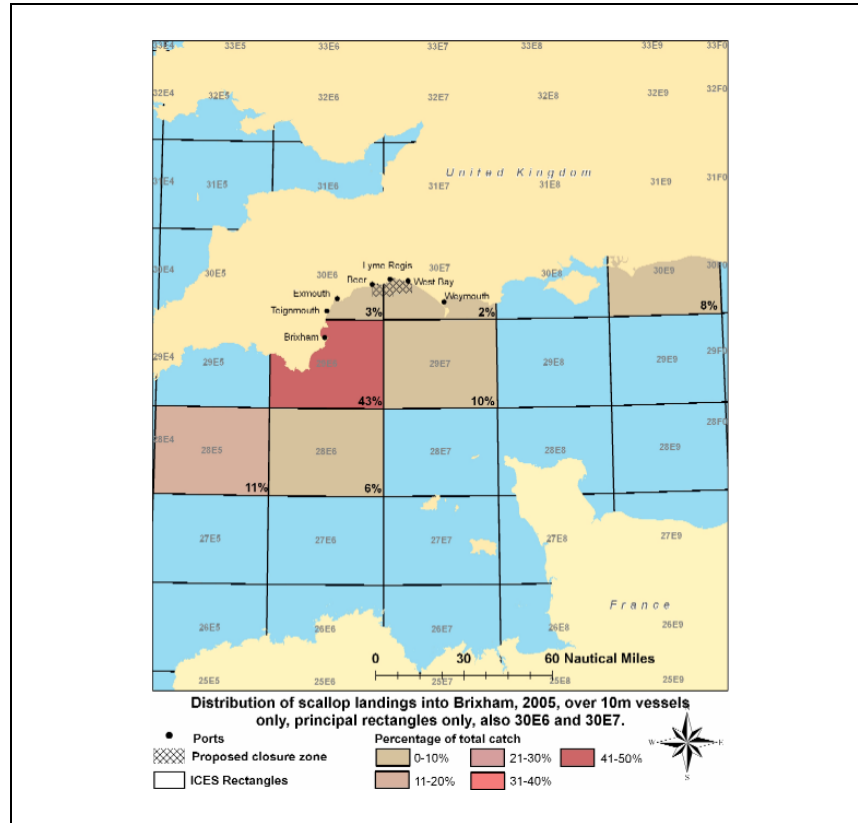 33E4 33E5 33E6 33E7 33E8 33E9 33F0
32E4 32E5 32E6 32E7 32E8 32E9 32F0
United Kingdom
31E4 31E5 31E6 31E7 31E8 31E9 31F0
30E4 30E5 30E6 30E7 30E8 30E9 30F0
Lyme Regis
Beer
West Bay
Exmouth
Weymouth
Teignmouth
3% 2% 8%
Brixham
29E4 29E5 29E6 29E7 29E8 29E9 29F0
43% 10%
28E4 28E5 28E6 28E7 28E8 28E9 28F0
11% 6%
27E5 27E6 27E7 27E8 27E9
France
26E5 26E6 26E7 26E8 26E9
0 30 60 Nautical Miles
25E7 25E8 25E9
Distribution of scallop landings into Brixham, 2005, over 10m vessels
only, principal rectangles only, also 30E6 and 30E7.
Ports
Percentage of total catch
Proposed closure zone
0-10% 21-30% 41-50%
ICES Rectangles
11-20% 31-40%
N
W E
S